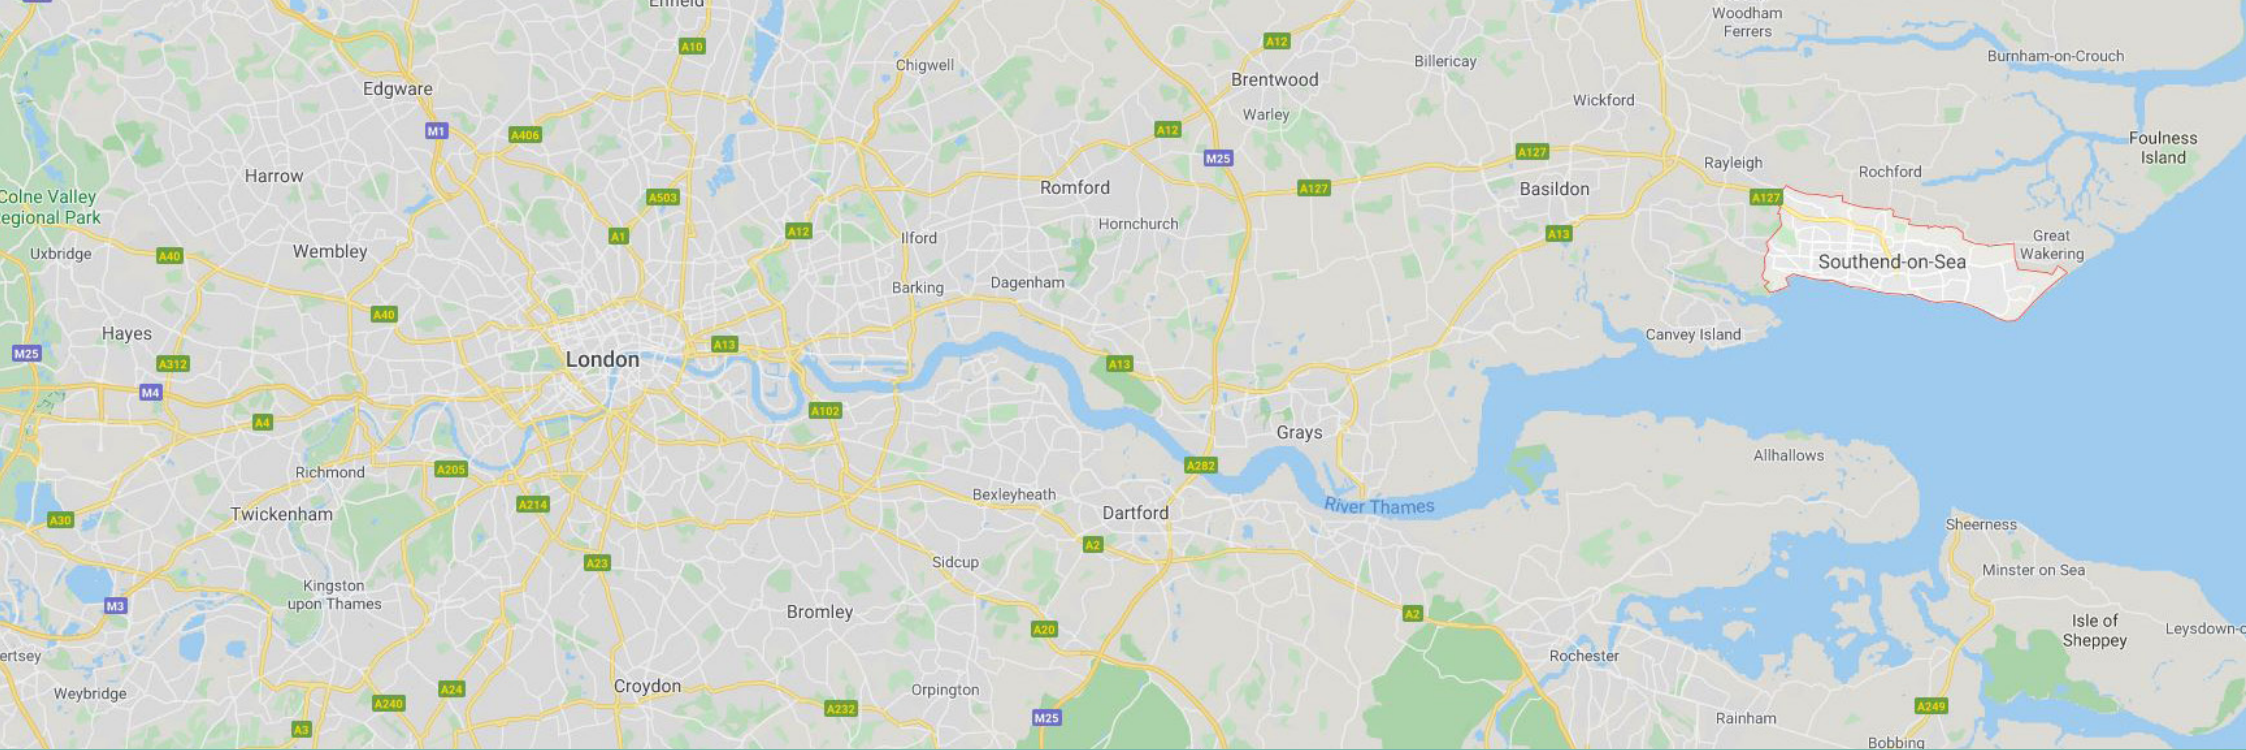 Enfield
A10
A12
Woodham
Ferrers
Burnham-on-Crouch
Chigwell
Billericay
Brentwood
Edgware
Wickford
Warley
M1
A406
A12
Foulness
Island
M25
A127
Rayleigh
Rochford
Harrow
Romford
A127
Basildon
Colne Valley
Regional Park
A503
A127
Hornchurch
A12
A1
Ilford
A13
Great
Wakering
Uxbridge
A40
Wembley
Southend-on-Sea
Barking
Dagenham
A40
Hayes
Canvey Island
M25
A312
London
A13
A13
M4
A4
A102
Grays
Richmond
A205
A282
Allhallows
Bexleyheath
A214
River Thames
A30
Twickenham
Dartford
Sheerness
A2
A23
Sidcup
Minster on Sea
Kingston
upon Thames
M3
Bromley
A2
Isle of
Sheppey
A20
Leysdown-o
ertsey
Rochester
Weybridge
A24
Croydon
Orpington
A240
A232
A249
M25
Rainham
A3
Bobbing